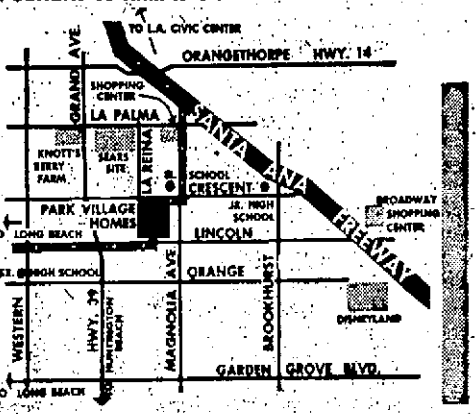 TO L.A. CIVIC CENTER
ORANGETHORPE HWY. 14
GRAND AVE.
SHOPPING
CENTER
LA PALMA
SANTA ANA FREEWAY
KNOTT'S
BERRY
FARM
SEARS
SITE
LA REINA
SCHOOL
CRESCENT
JR. HIGH
SCHOOL
BROADWAY
SHOPPING
CENTER
PARK VILLAGE
HOMES
LONG BEACH
LINCOLN
HIGH SCHOOL
ORANGE
WESTERN
HWY. 39
HUNTINGTON
BEACH
MAGNOLIA AVE
BROOKHURST
DISNEYLAND
GARDEN GROVE BLVD.
LONG BEACH